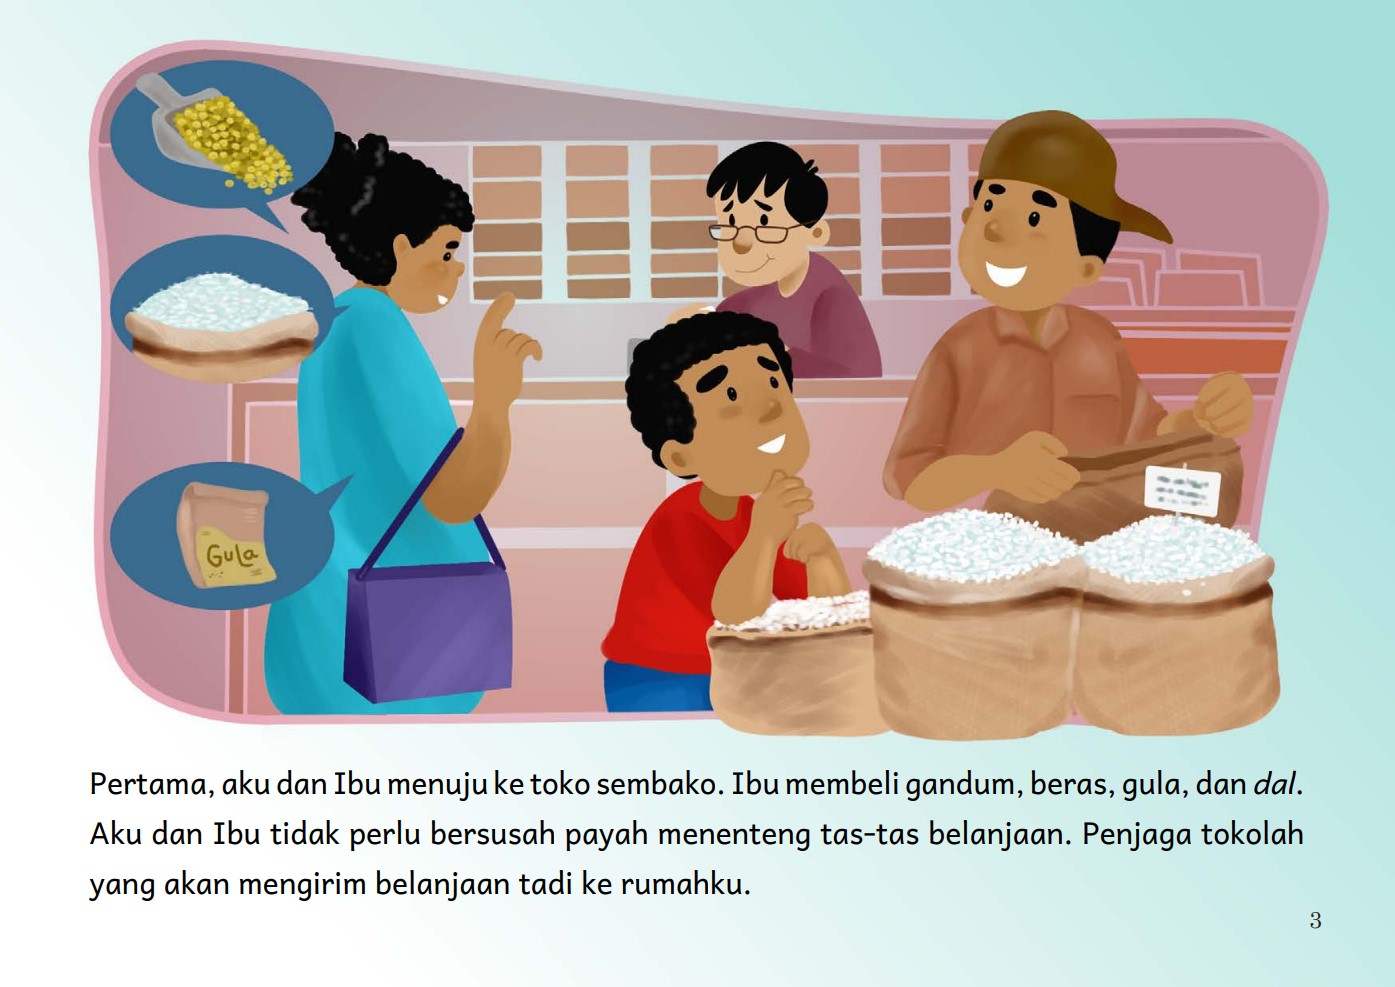 Gula
Pertama, aku dan Ibu menuju ke toko sembako. Ibu membeli gandum, beras, gula, dan dal.
Aku dan Ibu tidak perlu bersusah payah menenteng tas-tas belanjaan. Penjaga tokolah
yang akan mengirim belanjaan tadi ke rumahku.
3